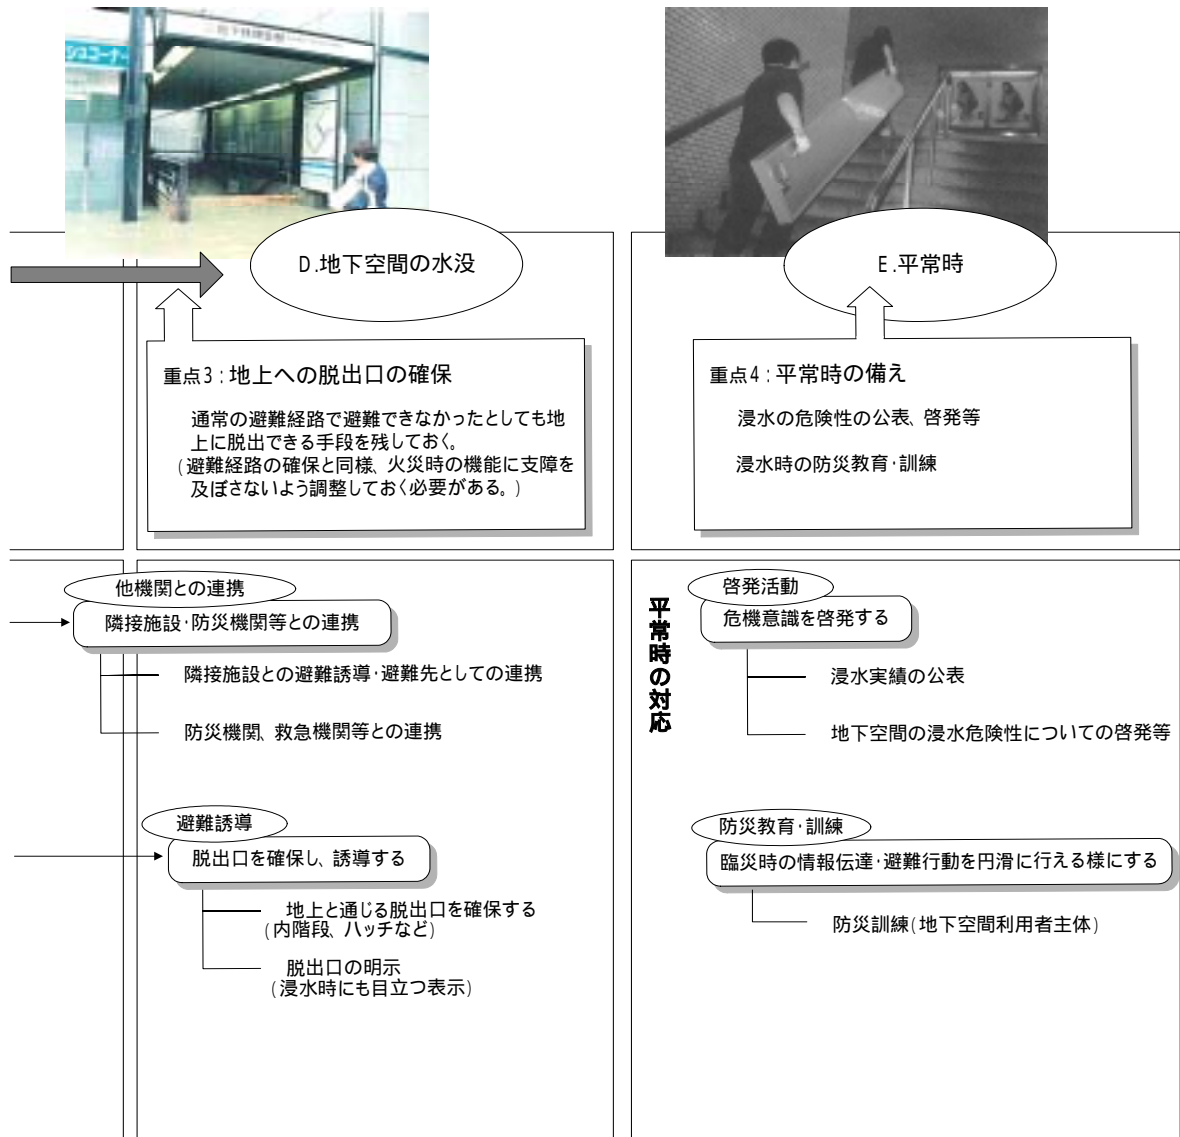 シュコーナー
D.地下空間の水没
重点3:地上への脱出口の確保
通常の避難経路で避難できなかったとしても地
上に脱出できる手段を残しておく。
(避難経路の確保と同様、火災時の機能に支障を
及ぼさないよう調整しておく必要がある。)
E.平常時
重点4:平常時の備え
浸水の危険性の公表、啓発等
浸水時の防災教育・訓練
他機関との連携
隣接施設・防災機関等との連携
隣接施設との避難誘導・避難先としての連携
防災機関、救急機関等との連携
避難誘導
脱出口を確保し、誘導する
地上と通じる脱出口を確保する
(内階段、ハッチなど)
脱出口の明示
(浸水時にも目立つ表示)
平常時の対応
啓発活動
危機意識を啓発する
浸水実績の公表
地下空間の浸水危険性についての啓発等
防災教育・訓練
臨災時の情報伝達・避難行動を円滑に行える様にする
防災訓練(地下空間利用者主体)